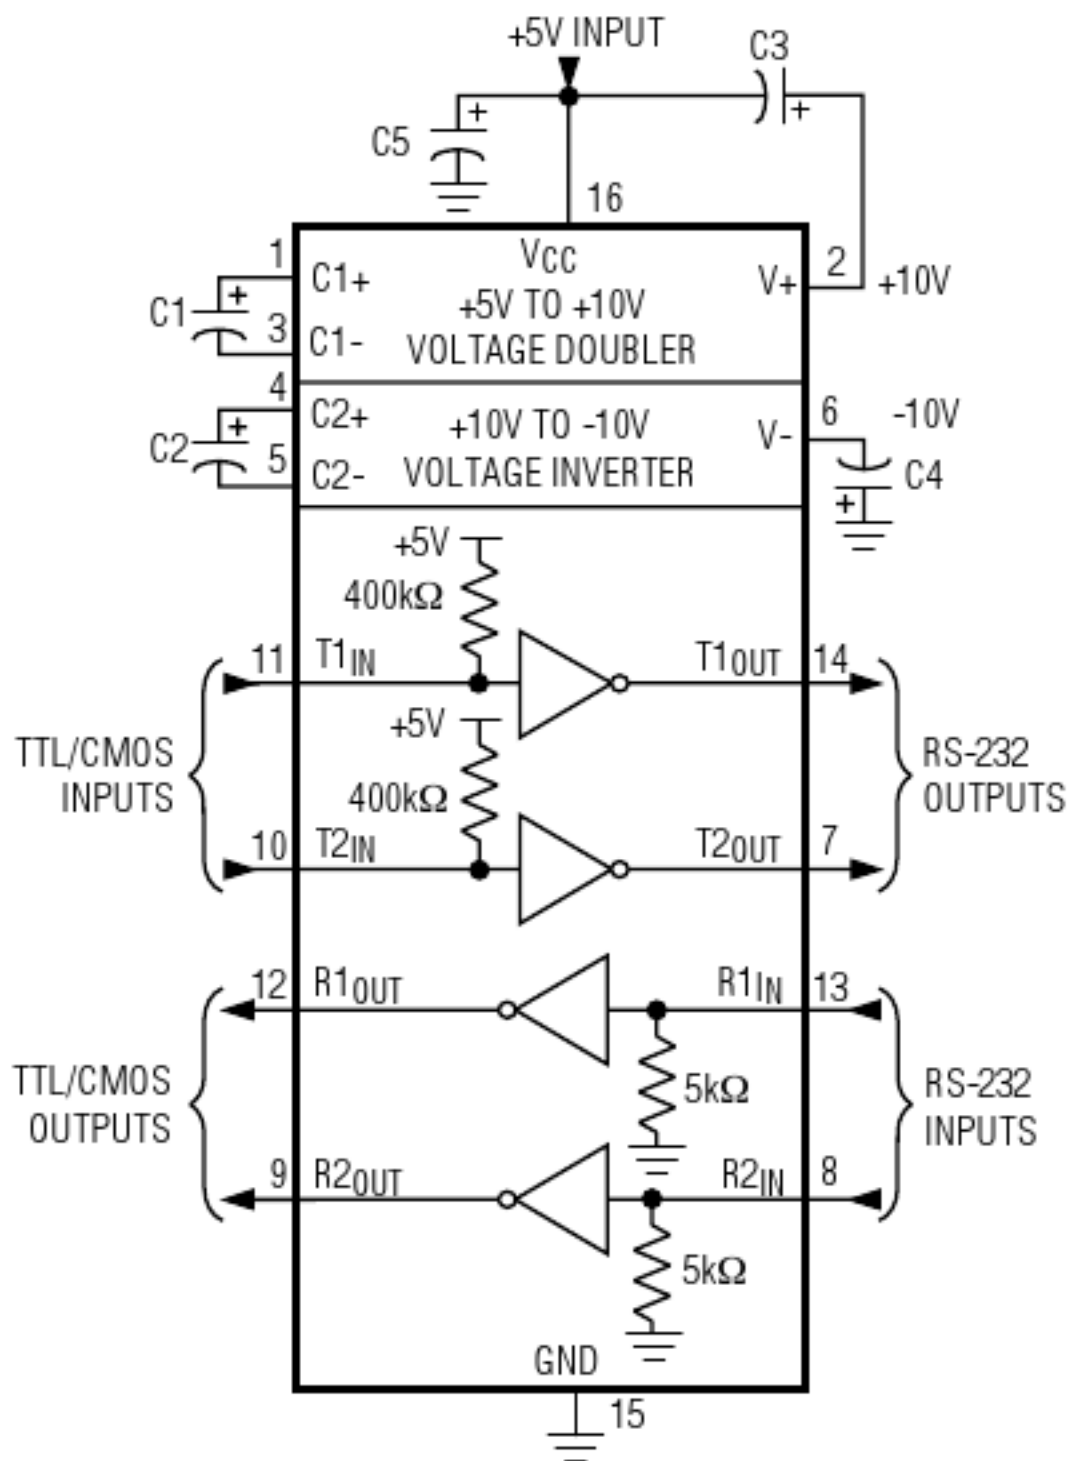 +5V INPUT
C3
+
+
C5
16
VCC
1
C1+
V+
2
+10V
+
C1
+5V TO +10V
3
C1-
VOLTAGE DOUBLER
4
C2+
+10V TO -10V
V-
6
-10V
+
C2
5
C2-
VOLTAGE INVERTER
C4
+
+5V
400kΩ
11
T1IN
T1OUT
14
+5V
TTL/CMOS
INPUTS
400kΩ
RS-232
OUTPUTS
10
T2IN
T2OUT
7
12
R1OUT
R1IN
13
TTL/CMOS
OUTPUTS
5kΩ
RS-232
INPUTS
9
R2OUT
R2IN
8
5kΩ
GND
15